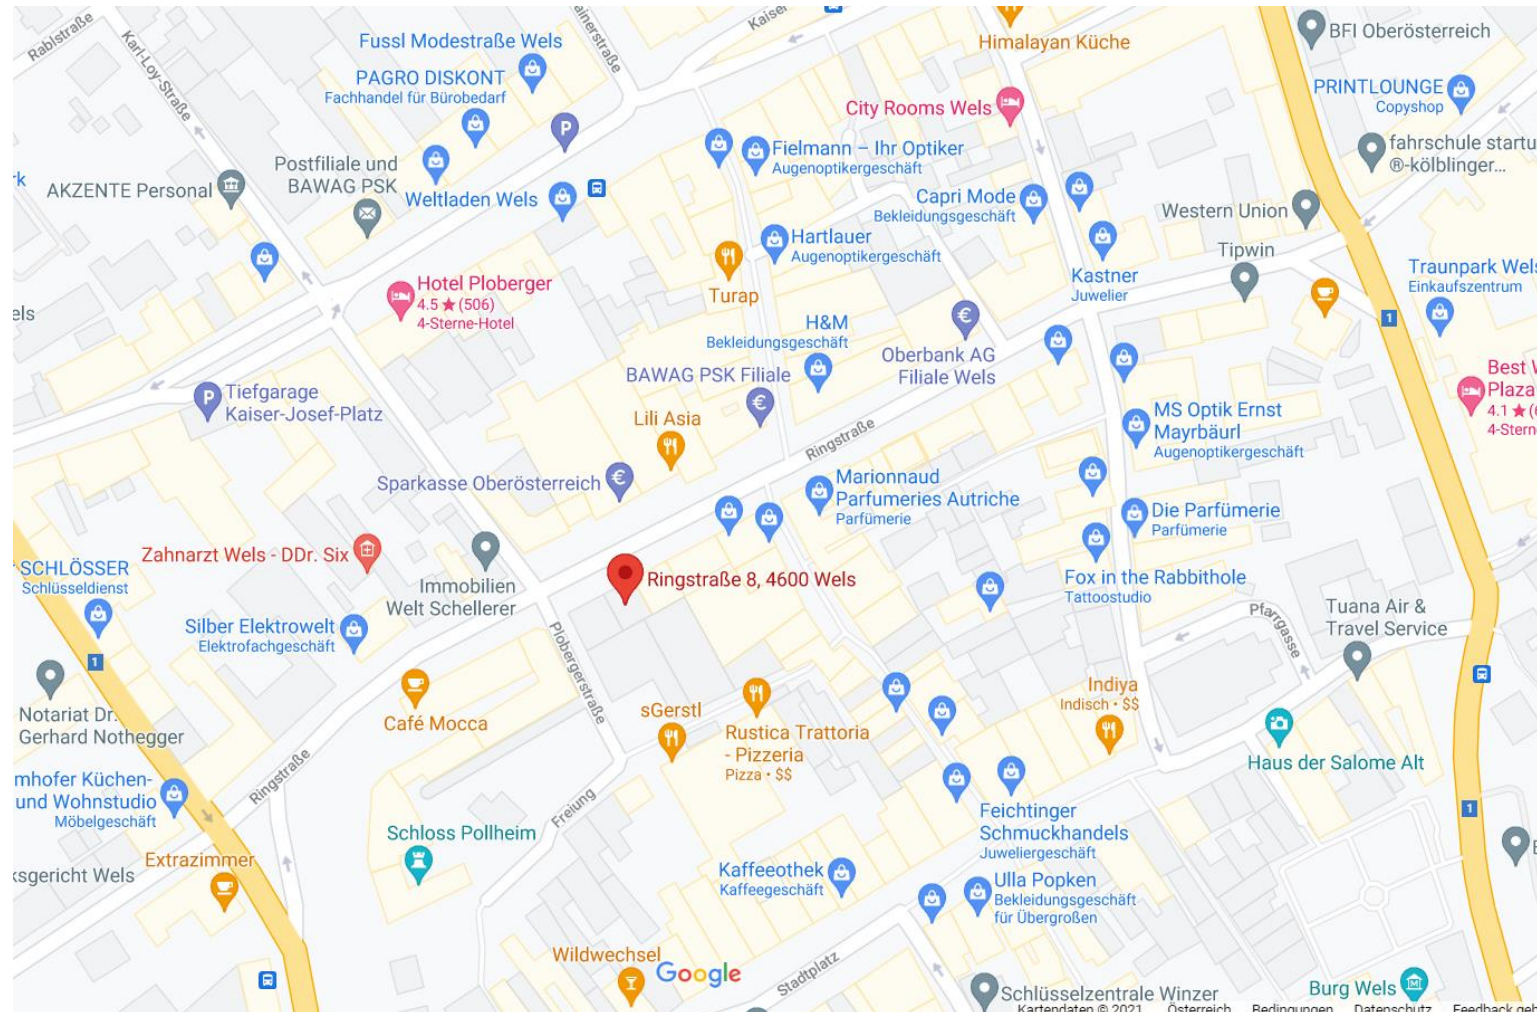 Rablstraße
Karl-Loy-Straße
Fussl Modestraße Wels
PAGRO DISKONT
Fachhandel für Bürobedarf
Kaiser
Himalayan Küche
BFI Oberösterreich
City Rooms Wels
PRINTLOUNGE
Copyshop
Postfiliale und
BAWAG PSK
AKZENTE Personal
Weltladen Wels
Fielmann – Ihr Optiker
Augenoptikergeschäft
fahrschule startu
®-kölblinger...
Capri Mode
Bekleidungsgeschäft
Western Union
Hartlauer
Augenoptikergeschäft
Tipwin
Turap
Kastner
Juwelier
Traunpark Wels
Einkaufszentrum
Hotel Ploberger
4.5 ★ (506)
4-Sterne-Hotel
els
H&M
Bekleidungsgeschäft
Oberbank AG
Filiale Wels
1
BAWAG PSK Filiale
Tiefgarage
Kaiser-Josef-Platz
Best W
Plaza
4.1 ★ (6
4-Stern
Lili Asia
MS Optik Ernst
Mayrbäurl
Augenoptikergeschäft
Ringstraße
Sparkasse Oberösterreich
Marionnaud
Parfumeries Autriche
Parfümerie
Die Parfümerie
Parfümerie
Zahnarzt Wels - DDr. Six
SCHLÖSSER
Schlüsseldienst
Immobilien
Welt Schellerer
Ringstraße 8, 4600 Wels
Fox in the Rabbithole
Tattoostudio
Pfarrgasse
Tuana Air &
Travel Service
Silber Elektrowelt
Elektrofachgeschäft
1
Plobergerstraße
Notariat Dr.
Gerhard Nothegger
Café Mocca
sGerstl
Rustica Trattoria
- Pizzeria
Pizza • $$
Indiya
Indisch • $$
Haus der Salome Alt
Ringstraße
mhofer Küchen-
und Wohnstudio
Möbelgeschäft
Freiung
Schloss Pollheim
Feichtinger
Schmuckhandels
Juweliergeschäft
1
Extrazimmer
ksgericht Wels
Kaffeeothek
Kaffeegeschäft
Ulla Popken
Bekleidungsgeschäft
für Übergroßen
Wildwechsel
Google
Stadtplatz
Schlüsselzentrale Winzer
Burg Wels
Kartendaten © 2021 Österreich Bedingungen Datenschutz Feedback geb